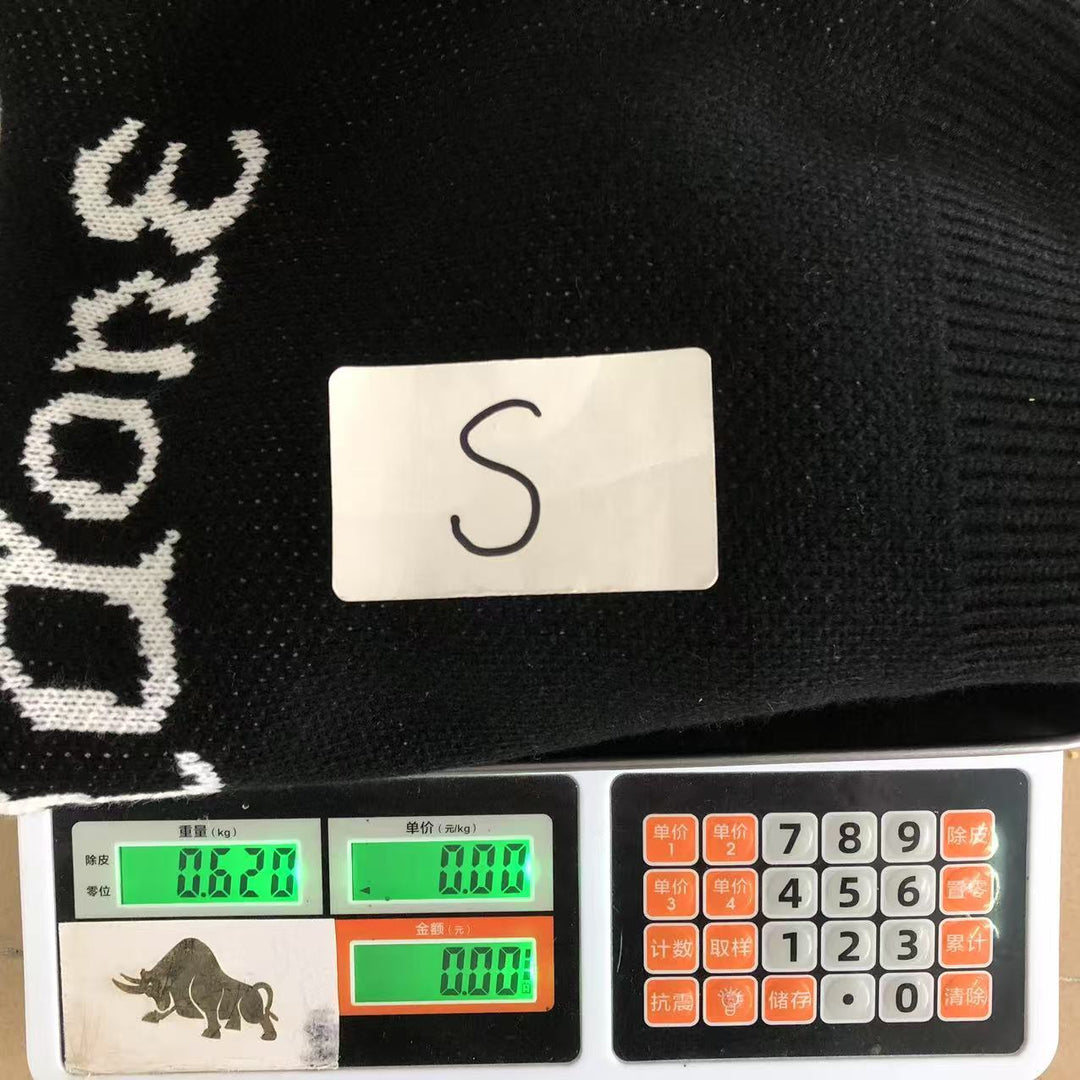 done
S
重量（kg）
单价（元/kg）
除皮
零位
0.620
0.00
金额（元）
0.00
单价1 单价2 7 8 9 除皮
单价3 单价4 4 5 6 置零
计数 取样 1 2 3 累计
抗震 储存 • 0 清除